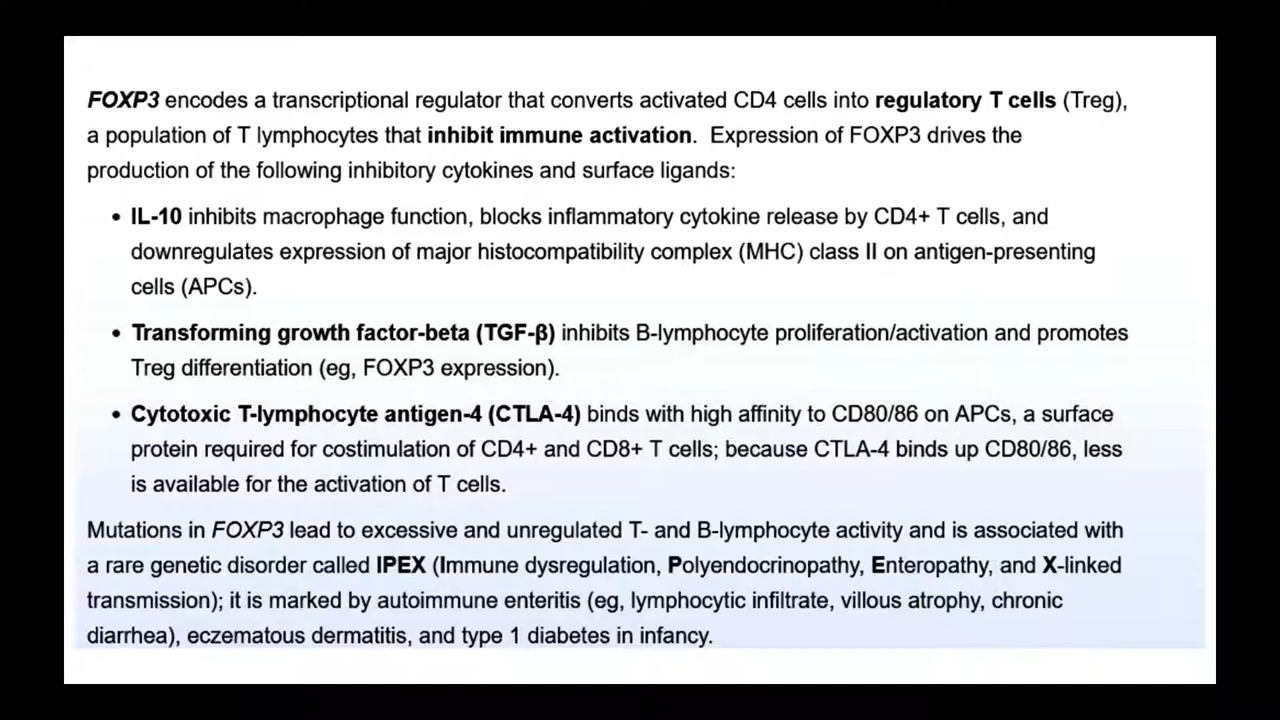 FOXP3 encodes a transcriptional regulator that converts activated CD4 cells into regulatory T cells (Treg),
a population of T lymphocytes that inhibit immune activation. Expression of FOXP3 drives the
production of the following inhibitory cytokines and surface ligands:
• IL-10 inhibits macrophage function, blocks inflammatory cytokine release by CD4+ T cells, and
downregulates expression of major histocompatibility complex (MHC) class II on antigen-presenting
cells (APCs).
• Transforming growth factor-beta (TGF-β) inhibits B-lymphocyte proliferation/activation and promotes
Treg differentiation (eg, FOXP3 expression).
• Cytotoxic T-lymphocyte antigen-4 (CTLA-4) binds with high affinity to CD80/86 on APCs, a surface
protein required for costimulation of CD4+ and CD8+ T cells; because CTLA-4 binds up CD80/86, less
is available for the activation of T cells.
Mutations in FOXP3 lead to excessive and unregulated T- and B-lymphocyte activity and is associated with
a rare genetic disorder called IPEX (Immune dysregulation, Polyendocrinopathy, Enteropathy, and X-linked
transmission); it is marked by autoimmune enteritis (eg, lymphocytic infiltrate, villous atrophy, chronic
diarrhea), eczematous dermatitis, and type 1 diabetes in infancy.